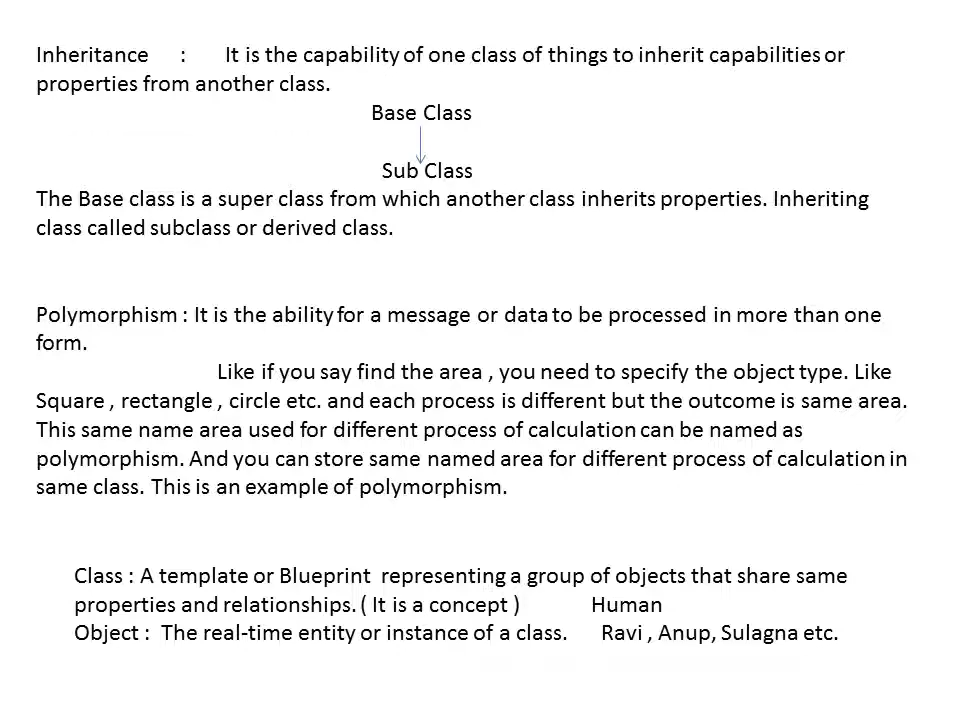 Inheritance : It is the capability of one class of things to inherit capabilities or
properties from another class.
Base Class
Sub Class
The Base class is a super class from which another class inherits properties. Inheriting
class called subclass or derived class.
Polymorphism : It is the ability for a message or data to be processed in more than one
form.
Like if you say find the area , you need to specify the object type. Like
Square , rectangle , circle etc. and each process is different but the outcome is same area.
This same name area used for different process of calculation can be named as
polymorphism. And you can store same named area for different process of calculation in
same class. This is an example of polymorphism.
Class : A template or Blueprint representing a group of objects that share same
properties and relationships. ( It is a concept ) Human
Object : The real-time entity or instance of a class. Ravi , Anup, Sulagna etc.